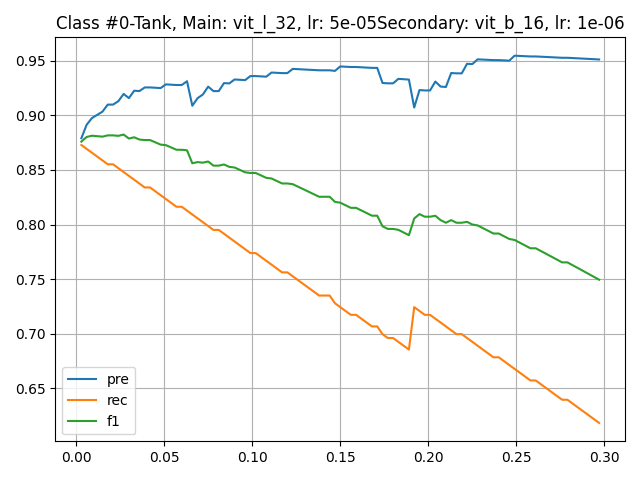 Class #0-Tank, Main: vit_l_32, lr: 5e-05Secondary: vit_b_16, lr: 1e-06
0.95
0.90
0.85
0.80
0.75
0.70
0.65
pre
rec
f1
0.00 0.05 0.10 0.15 0.20 0.25 0.30